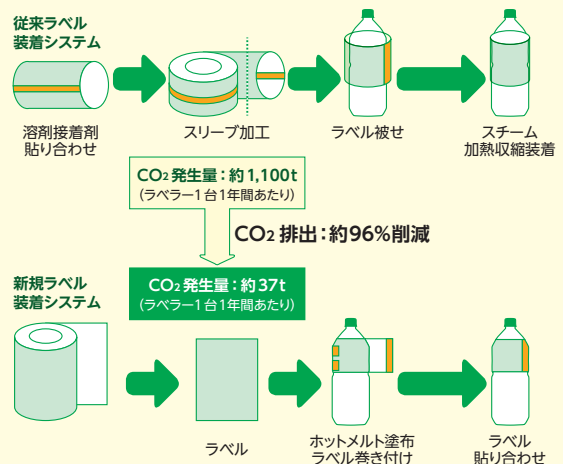 従来ラベル
装着システム
溶剤接着剤
貼り合わせ
スリーブ加工
ラベル被せ
スチーム
加熱収縮装着
CO2 発生量：約1,100t
（ラベラー1台1年間あたり）
CO2 排出：約96%削減
CO2 発生量：約37t
（ラベラー1台1年間あたり）
新規ラベル
装着システム
ラベル
ホットメルト塗布
ラベル巻き付け
ラベル
貼り合わせ